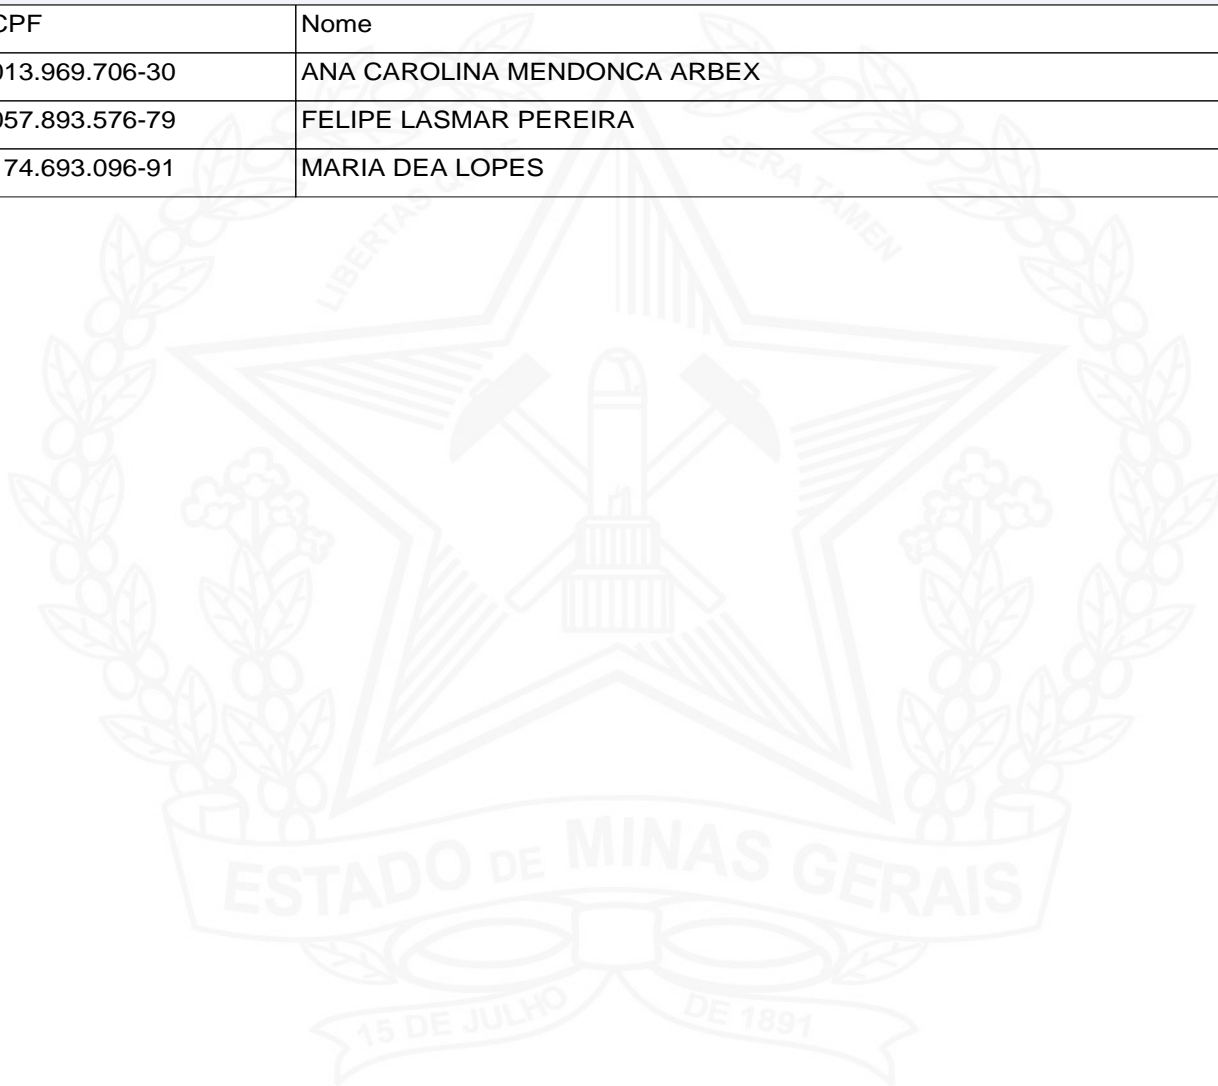 CPF Nome
013.969.706-30 ANA CAROLINA MENDONCA ARBEX
057.893.576-79 FELIPE LASMAR PEREIRA
74.693.096-91 MARIA DEA LOPES
LIBERTAS QUE SERA TAMEN
ESTADO DE MINAS GERAIS
15 DE JULHO DE 1891